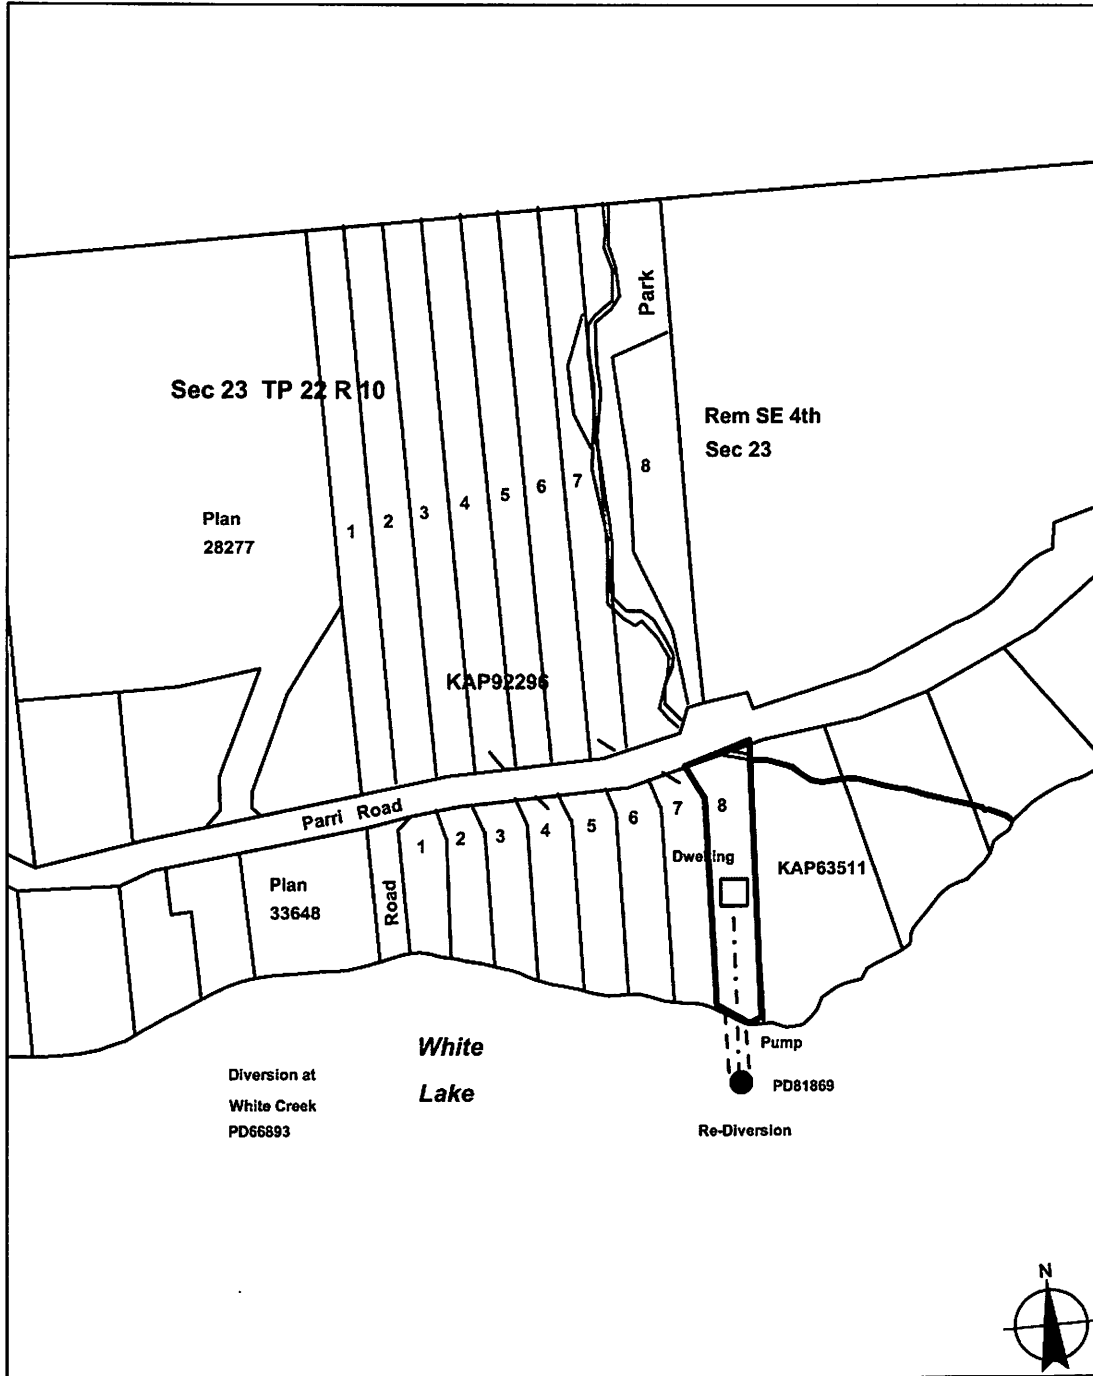 Park
Sec 23 TP 22 R 10
Rem SE 4th
Sec 23
8
7
6
5
4
3
2
1
Plan
28277
KAP92296
Parri Road
1
2
3
4
5
6
7
8
Dwelling
KAP63511
Plan
33648
Road
White
Lake
Pump
PD81869
Re-Diversion
Diversion at
White Creek
PD66893
N